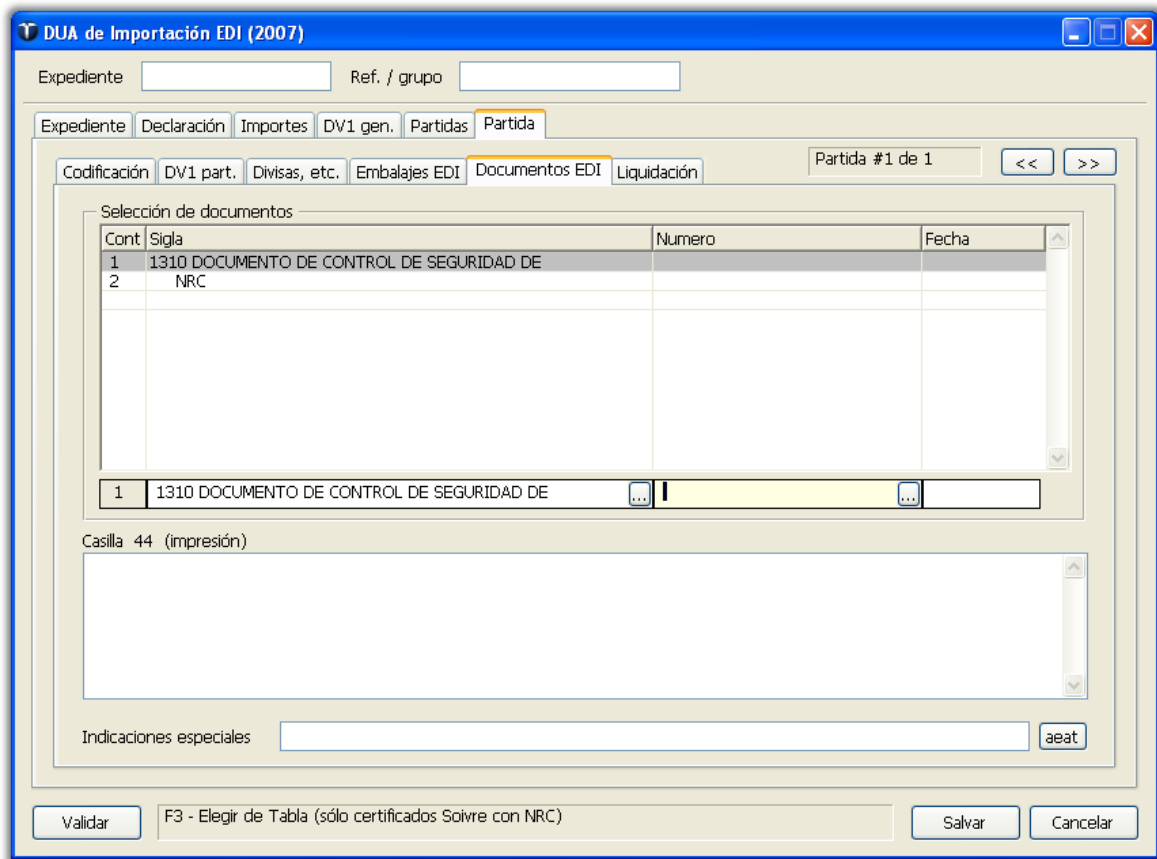 DUA de Importación EDI (2007)
Expediente Ref. / grupo
Expediente Declaración Importes DV1 gen. Partidas Partida
Partida #1 de 1 << >>
Codificación DV1 part. Divisas, etc. Embalajes EDI Documentos EDI Liquidación
Selección de documentos
Cont Sigla Numero Fecha
1 1310 DOCUMENTO DE CONTROL DE SEGURIDAD DE
2 NRC
1 1310 DOCUMENTO DE CONTROL DE SEGURIDAD DE ... ...
Casilla 44 (impresión)
Indicaciones especiales aeat
Validar F3 - Elegir de Tabla (sólo certificados Soivre con NRC) Salvar Cancelar